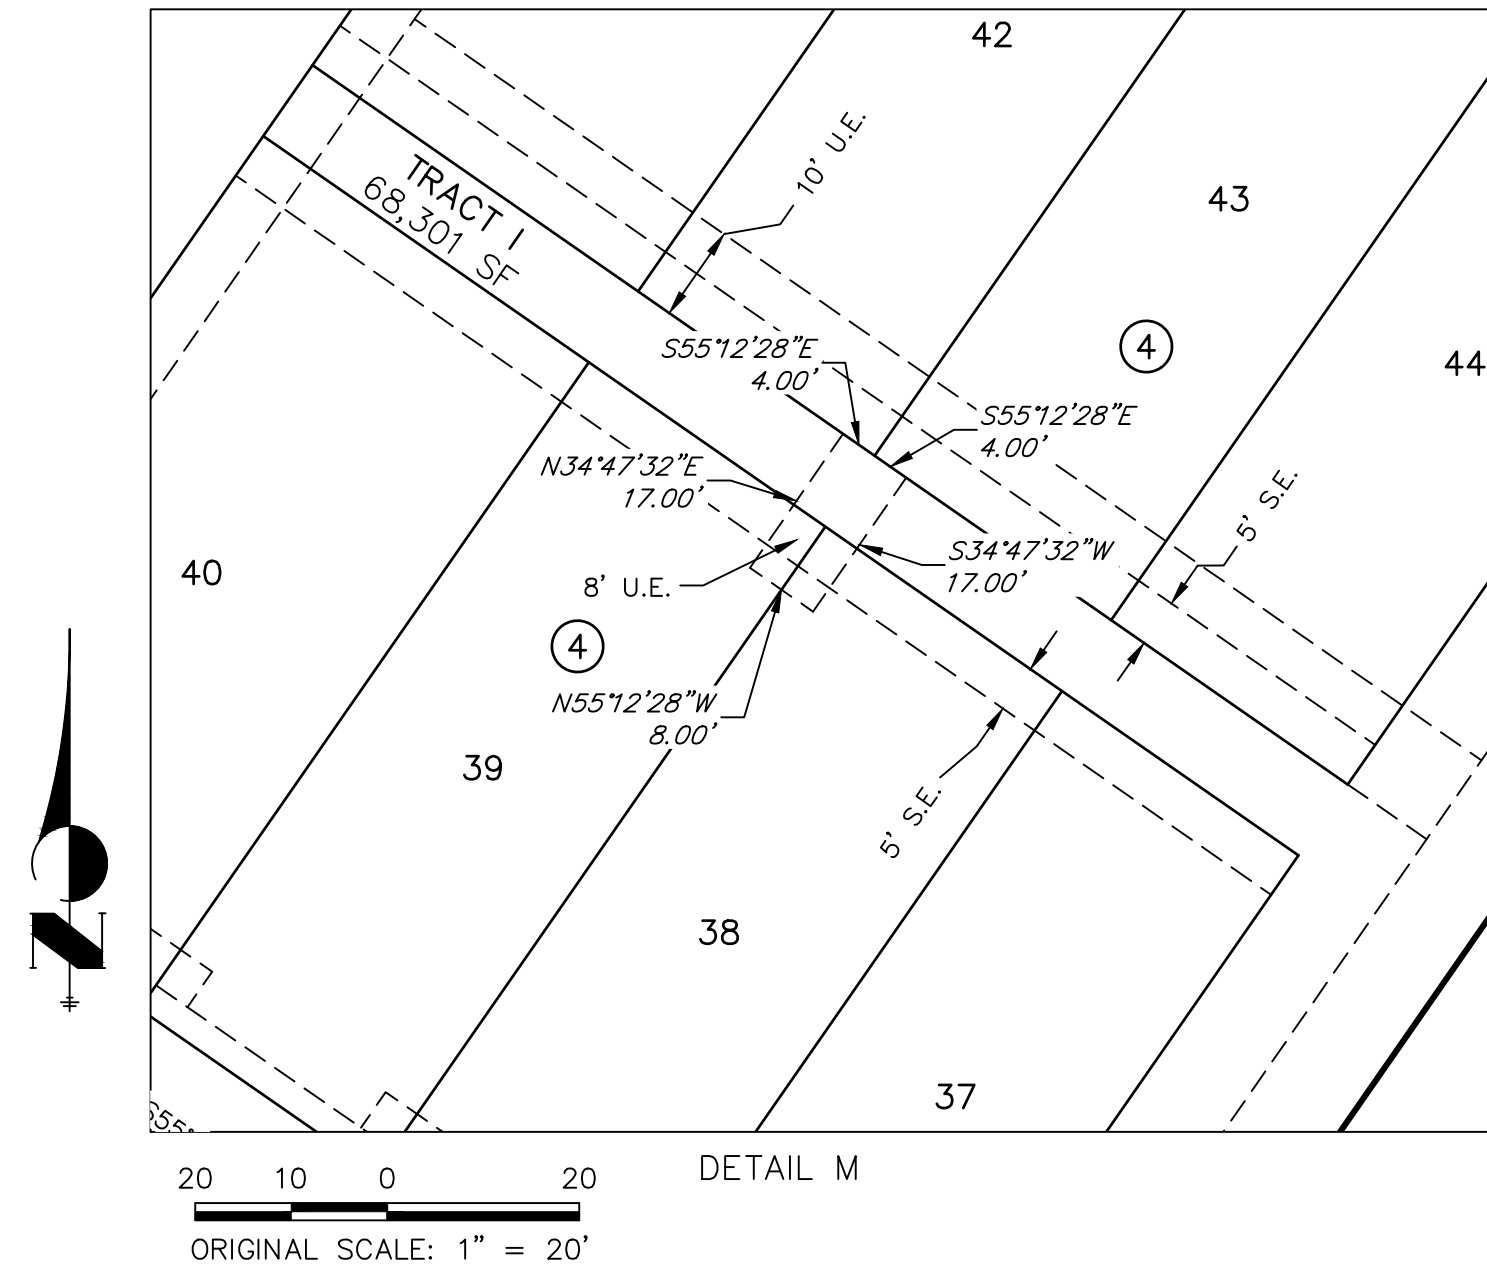 42
10' U.E.
TRACT I
68,301 SF
43
4
44
S55°12'28"E
4.00'
S55°12'28"E
4.00'
N34°47'32"E
17.00'
5' S.E.
S34°47'32"W
17.00'
40
8' U.E.
4
N55°12'28"W
8.00'
39
5' S.E.
38
37
N
S55°
DETAIL M
20 10 0 20
ORIGINAL SCALE: 1" = 20'